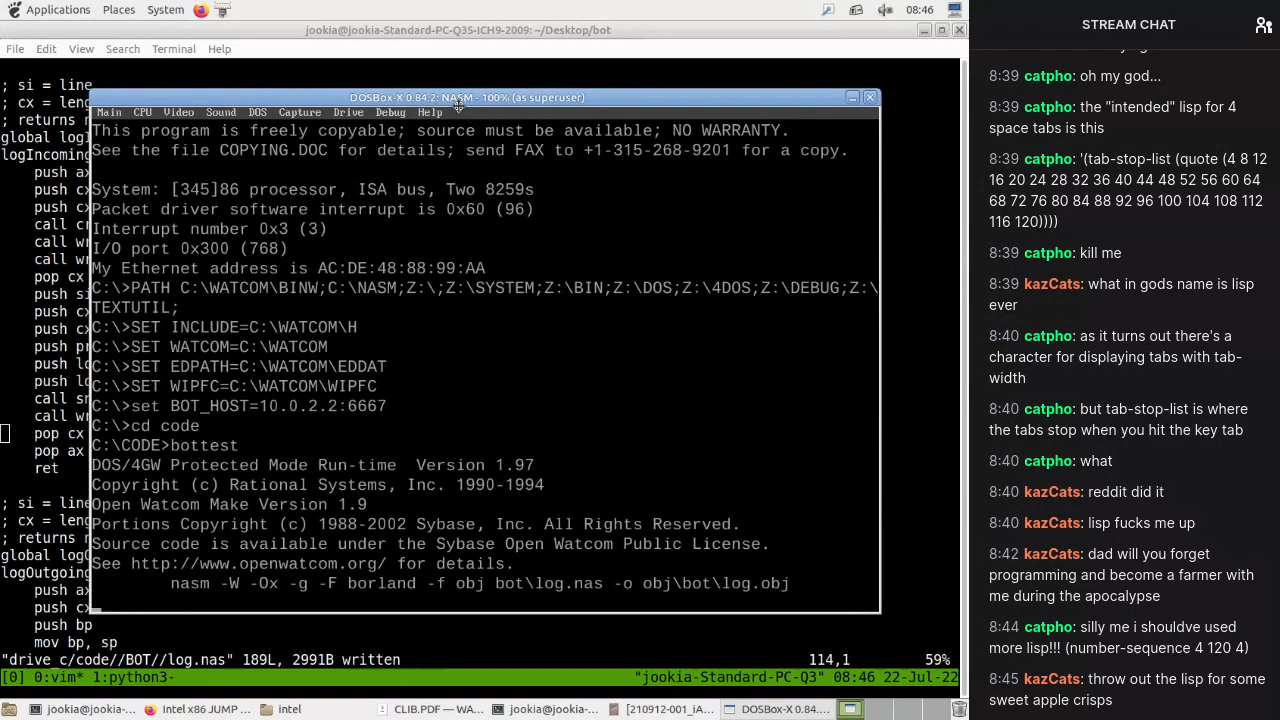 Applications Places System 08:46
jookia@jookia-Standard-PC-Q35-ICH9-2009: ~/Desktop/bot
File Edit View Search Terminal Help
; si = line
; cx = leng
; returns n
global logI
logIncoming
push ax
push cx
push cx
call cr
call wr
call wr
pop cx
push si
push cx
push cx
push pr
push lo
push lo
call sn
call wr
pop cx
pop ax
ret
; si = line
; cx = leng
; returns n
global logO
logOutgoing
push ax
push cx
push bp
mov bp, sp
"drive_c/code//BOT//log.nas" 189L, 2991B written 114,1 59%
[0] 0:vim* 1:python3- "jookia-Standard-PC-Q3" 08:46 22-Jul-22
DOSBox-X 0.84.2: NASM - 100% (as superuser)
Main CPU Video Sound DOS Capture Drive Debug Help
This program is freely copyable; source must be available; NO WARRANTY.
See the file COPYING.DOC for details; send FAX to +1-315-268-9201 for a copy.
System: [345]86 processor, ISA bus, Two 8259s
Packet driver software interrupt is 0x60 (96)
Interrupt number 0x3 (3)
I/O port 0x300 (768)
My Ethernet address is AC:DE:48:88:99:AA
C:\>PATH C:\WATCOM\BINW;C:\NASM;Z:\;Z:\SYSTEM;Z:\BIN;Z:\DOS;Z:\4DOS;Z:\DEBUG;Z:\
TEXTUTIL;
C:\>SET INCLUDE=C:\WATCOM\H
C:\>SET WATCOM=C:\WATCOM
C:\>SET EDPATH=C:\WATCOM\EDDAT
C:\>SET WIPFC=C:\WATCOM\WIPFC
C:\>set BOT_HOST=10.0.2.2:6667
C:\>cd code
C:\CODE>bottest
DOS/4GW Protected Mode Run-time Version 1.97
Copyright (c) Rational Systems, Inc. 1990-1994
Open Watcom Make Version 1.9
Portions Copyright (c) 1988-2002 Sybase, Inc. All Rights Reserved.
Source code is available under the Sybase Open Watcom Public License.
See http://www.openwatcom.org/ for details.
nasm -W -Ox -g -F borland -f obj bot\log.nas -o obj\bot\log.obj
jookia@jookia-... Intel x86 JUMP ... intel CLIB.PDF — WA... jookia@jookia-... [210912-001_iA... DOSBox-X 0.84....
STREAM CHAT
8:39 catpho: oh my god...
8:39 catpho: the "intended" lisp for 4
space tabs is this
8:39 catpho: '(tab-stop-list (quote (4 8 12
16 20 24 28 32 36 40 44 48 52 56 60 64
68 72 76 80 84 88 92 96 100 104 108 112
116 120))))
8:39 catpho: kill me
8:39 kazCats: what in gods name is lisp
ever
8:40 catpho: as it turns out there's a
character for displaying tabs with tab-
width
8:40 catpho: but tab-stop-list is where
the tabs stop when you hit the key tab
8:40 catpho: what
8:40 kazCats: reddit did it
8:40 kazCats: lisp fucks me up
8:42 kazCats: dad will you forget
programming and become a farmer with
me during the apocalypse
8:44 catpho: silly me i shouldve used
more lisp!!! (number-sequence 4 120 4)
8:45 kazCats: throw out the lisp for some
sweet apple crisps